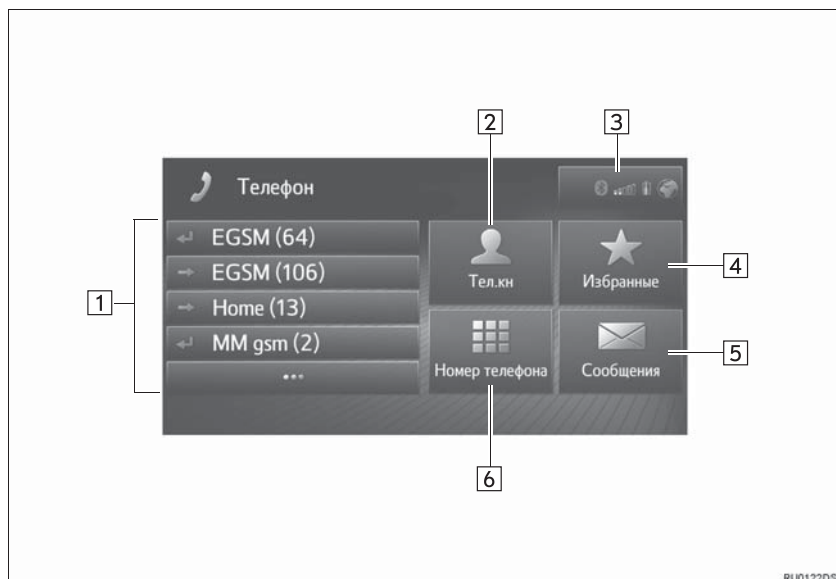 2
3
Телефон
EGSM (64)
EGSM (106)
Home (13)
MM gsm (2)
...
Тел.кн
Избранные
Номер телефона
Сообщения
1
4
5
6
RU0122DS